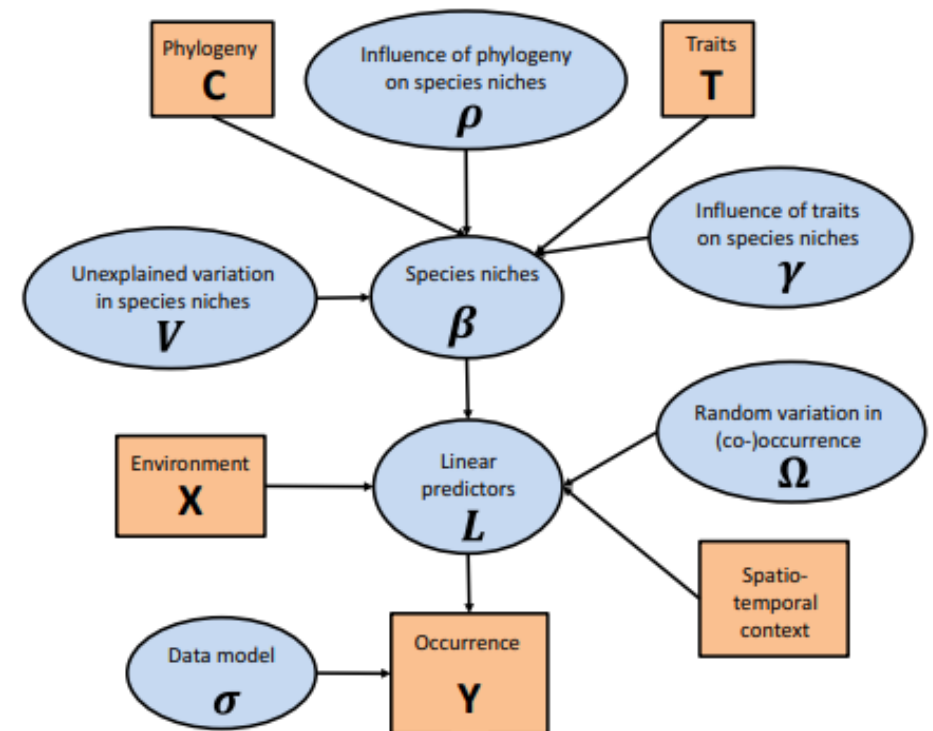 Phylogeny
C
Influence of phylogeny
on species niches
ρ
Traits
T
Influence of traits
on species niches
γ
Unexplained variation
in species niches
V
Species niches
β
Random variation in
(co-)occurrence
Ω
Environment
X
Linear
predictors
L
Spatio-
temporal
context
Data model
σ
Occurrence
Y